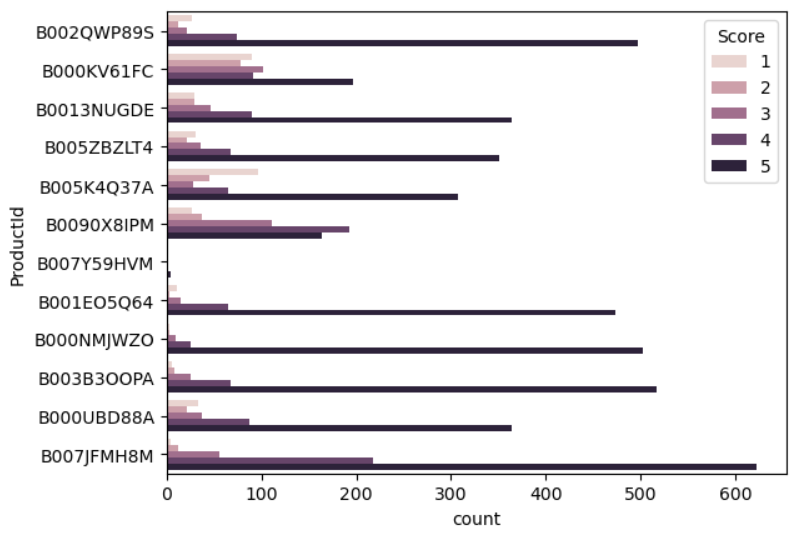 ProductId
B002QWP89S
B000KV61FC
B0013NUGDE
B005ZBZLT4
B005K4Q37A
B0090X8IPM
B007Y59HVM
B001EO5Q64
B000NMJWZO
B003B3OOPA
B000UBD88A
B007JFMH8M
Score
1
2
3
4
5
0 100 200 300 400 500 600
count